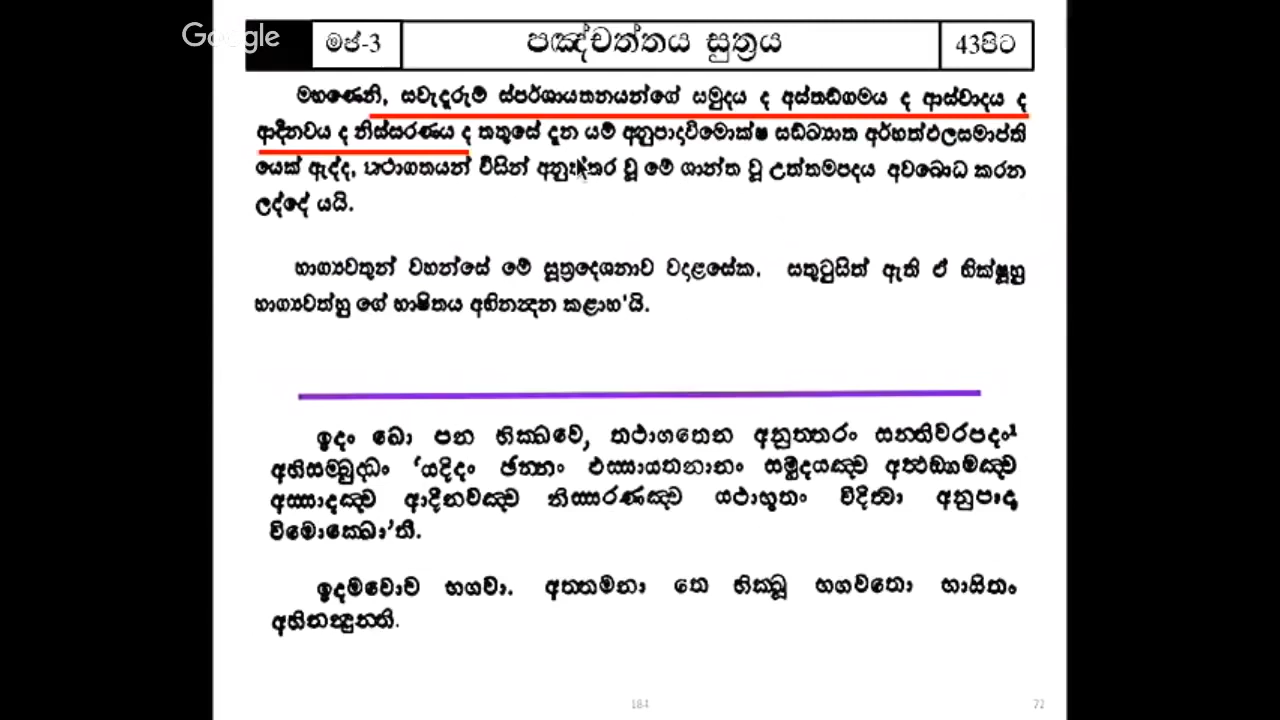 Google
මජ්-3
පඤ්චත්තය සූත්‍රය
43පිට
මහණෙනි, සවැදෑරුම් ස්පර්ශායතනයන්ගේ සමුදය ද අස්තඞ්ගමය ද ආස්වාදය ද
ආදීනවය ද නිස්සරණය ද තතුසේ දැන යම් අනුපාදාවිමොක්ෂ සඞ්ඛ්‍යාත අර්හත්ඵලසමාප්ති
යෙක් ඇද්ද, තථාගතයන් විසින් අනුත්තර වූ මේ ශාන්ත වූ උත්තමපදය අවබොධ කරන
ලද්දේ යයි.
භාග්‍යවතුන් වහන්සේ මේ සූත්‍රදෙශනාව වදාළසේක. සතුටුසිත් ඇති ඒ භික්ෂූහු
භාග්‍යවත්හු ගේ භාෂිතය අභිනන්‍දන කළාහ'යි.
ඉදං ඛො පන භික්‍ඛවෙ, තථාගතෙන අනුත්‍තරං සන්‍තිවරපදං1
අභිසම්බුද්‍ධං 'යදිදං ඡන්‍නං ඵස්‍සායතනානං සමුදයඤ්ච අත්‍ථඞ්ගමඤ්ච
අස්‍සාදඤ්ච ආදීනවඤ්ච නිස්‍සරණඤ්ච යථාභූතං විදිත්‍වා අනුපාදා
විමොක්‍ඛො'ති.
ඉදමවොච භගවා. අත්‍තමනා තෙ භික්‍ඛූ භගවතො භාසිතං
අභිනන්‍දුන්‍ති.
184
72